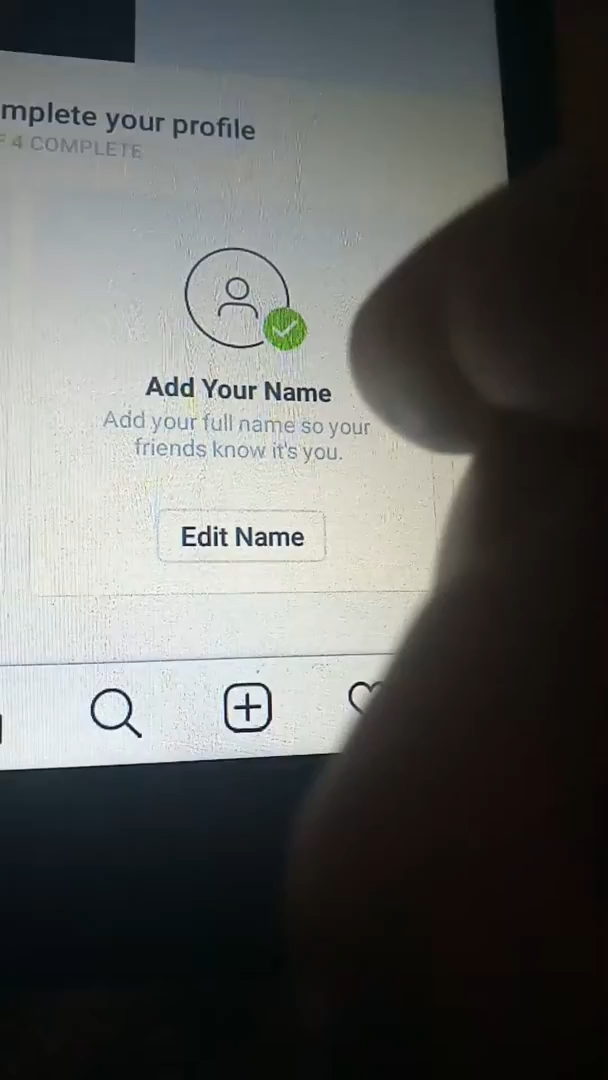 mplete your profile
4 COMPLETE
Add Your Name
Add your full name so your
friends know it's you.
Edit Name